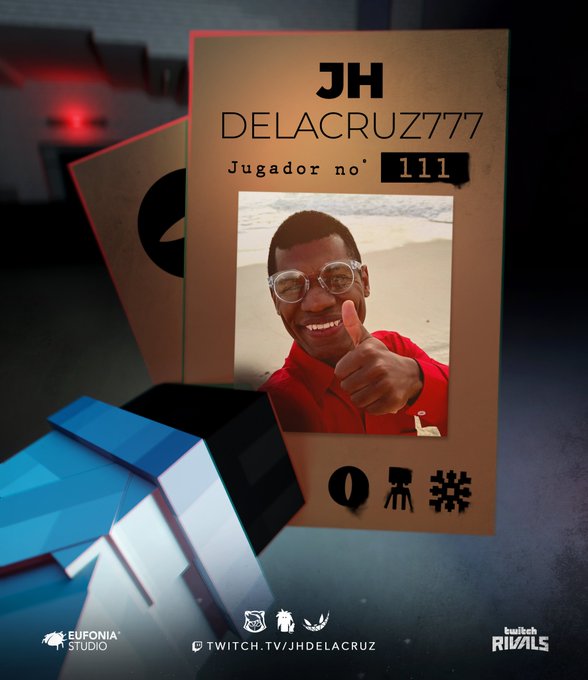 JH
DELACRUZ777
Jugador no° 111
EUFONIA®
STUDIO
TWITCH.TV/JHDELACRUZ
twitch
RIVALS